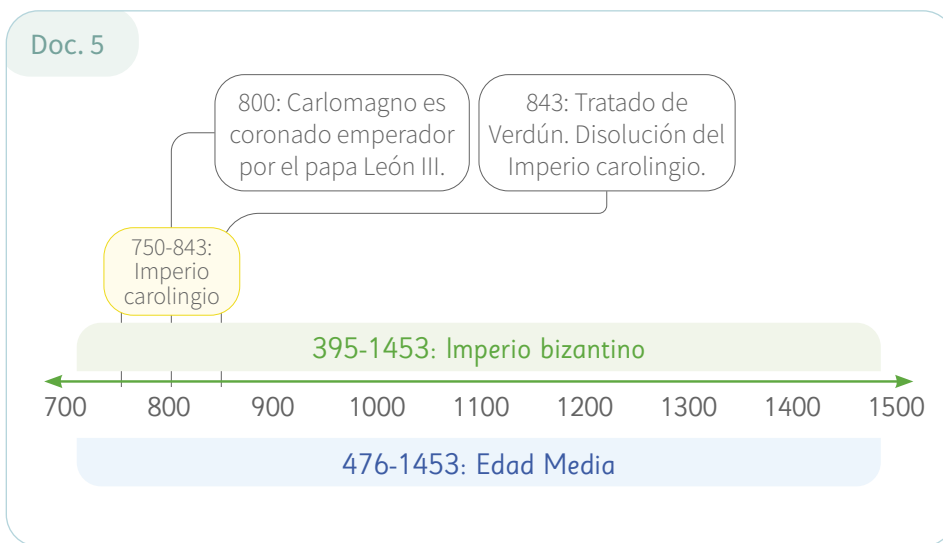 Doc. 5
800: Carlomagno es
coronado emperador
por el papa León III.
843: Tratado de
Verdún. Disolución del
Imperio carolingio.
750-843:
Imperio
carolingio
395-1453: Imperio bizantino
700 800 900 1000 1100 1200 1300 1400 1500
476-1453: Edad Media